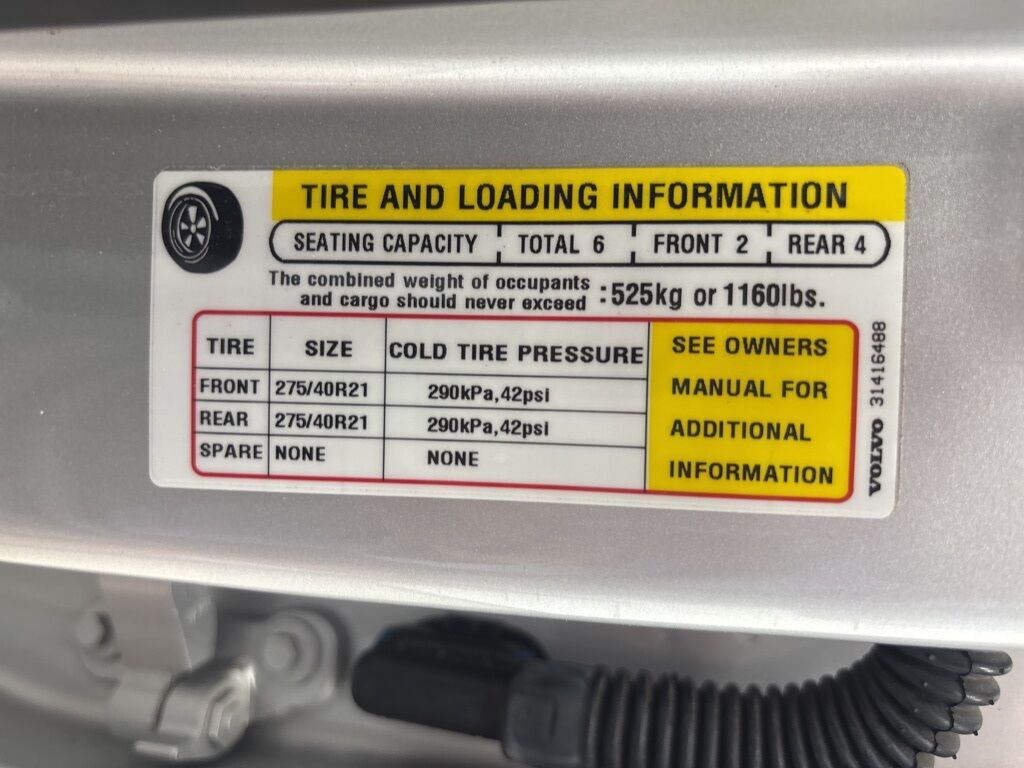 TIRE AND LOADING INFORMATION
SEATING CAPACITY TOTAL 6 FRONT 2 REAR 4
The combined weight of occupants
and cargo should never exceed :525kg or 1160lbs.
TIRE SIZE COLD TIRE PRESSURE
FRONT 275/40R21 290kPa,42psi
REAR 275/40R21 290kPa,42psi
SPARE NONE NONE
SEE OWNERS
MANUAL FOR
ADDITIONAL
INFORMATION
VOLVO 31416488